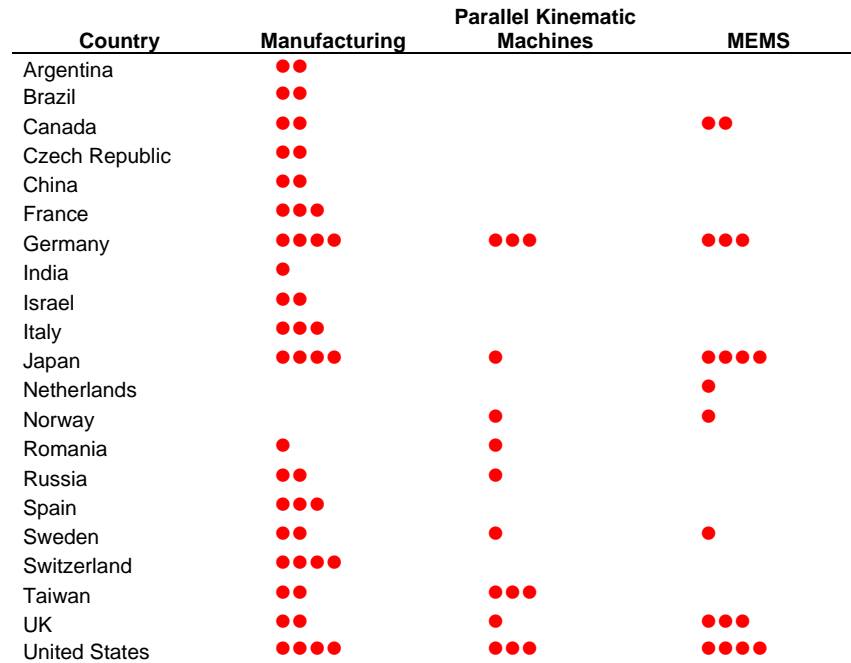 Parallel Kinematic
Country Manufacturing Machines MEMS
Argentina ●●
Brazil ●●
Canada ●● ●●
Czech Republic ●●
China ●●
France ●●●
Germany ●●●● ●●● ●●●
India ●
Israel ●●
Italy ●●●
Japan ●●●● ● ●●●●
Netherlands ●
Norway ● ●
Romania ● ●
Russia ●● ●
Spain ●●●
Sweden ●● ● ●
Switzerland ●●●●
Taiwan ●● ●●●
UK ●● ● ●●●
United States ●●●● ●●● ●●●●